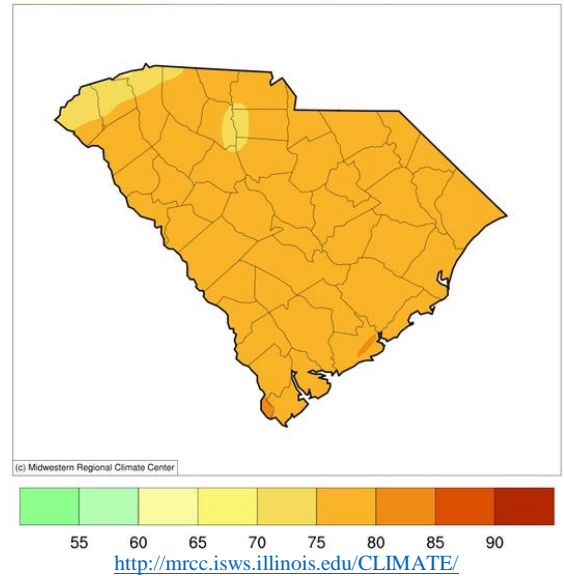 (c) Midwestern Regional Climate Center
55 60 65 70 75 80 85 90
http://mrcc.isws.illinois.edu/CLIMATE/